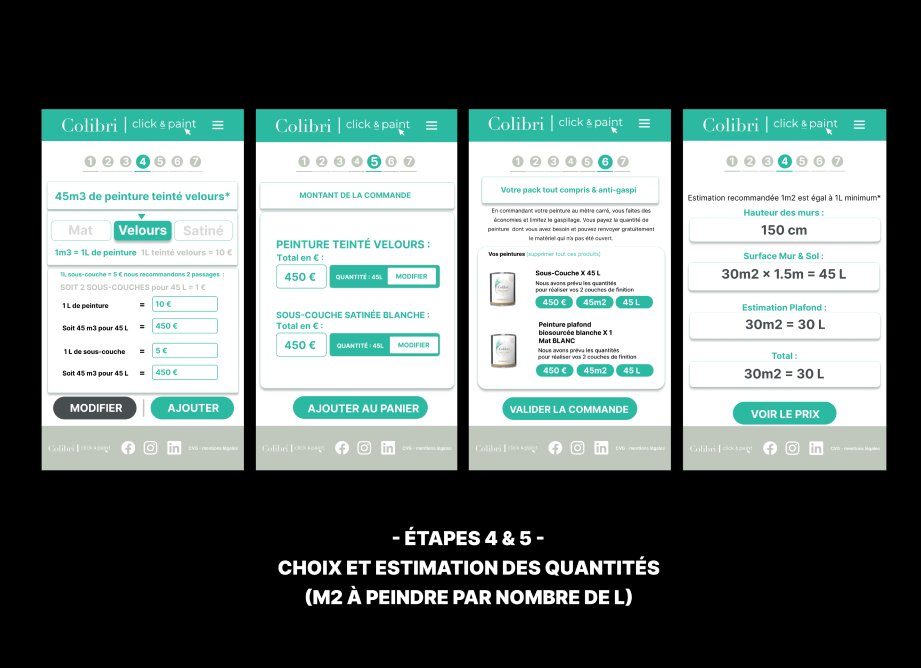 Colibri | click & paint
1 2 3 4 5 6 7
45m3 de peinture teinté velours*
Mat Velours Satiné
1m3 = 1L de peinture 1L teinté velours = 10 €
1L sous-couche = 5 € nous recommandons 2 passages :
SOIT 2 SOUS-COUCHES pour 45 L = 1 €
1 L de peinture = 10 €
Soit 45 m3 pour 45 L = 450 €
1 L de sous-couche = 5 €
Soit 45 m3 pour 45 L = 450 €
MODIFIER | AJOUTER
Colibri | click & paint
Colibri | click & paint
1 2 3 4 5 6 7
MONTANT DE LA COMMANDE
PEINTURE TEINTÉ VELOURS :
Total en € :
450 € QUANTITÉ : 45L MODIFIER
SOUS-COUCHE SATINÉE BLANCHE :
Total en € :
450 € QUANTITÉ : 45L MODIFIER
AJOUTER AU PANIER
Colibri | click & paint
Colibri | click & paint
1 2 3 4 5 6 7
Votre pack tout compris & anti-gaspi
En commandant votre peinture au mètre carré, vous faites des
économies et limitez le gaspillage. Vous payez la quantité de
peinture dont vous avez besoin et pouvez renvoyer gratuitement
le matériel qui n'a pas été ouvert.
Vos peintures (supprimer tout ces produits)
Sous-Couche X 45 L
Nous avons prévu les quantités
pour réaliser vos 2 couches de finition
450 € 45m2 45 L
Peinture plafond
biosourcée blanche X 1
Mat BLANC
Nous avons prévu les quantités
pour réaliser vos 2 couches de finition
450 € 45m2 45 L
VALIDER LA COMMANDE
Colibri | click & paint
Colibri | click & paint
1 2 3 4 5 6 7
Estimation recommandée 1m2 est égal à 1L minimum*
Hauteur des murs :
150 cm
Surface Mur & Sol :
30m2 × 1.5m = 45 L
Estimation Plafond :
30m2 = 30 L
Total :
30m2 = 30 L
VOIR LE PRIX
Colibri | click & paint
- ÉTAPES 4 & 5 -
CHOIX ET ESTIMATION DES QUANTITÉS
(M2 À PEINDRE PAR NOMBRE DE L)